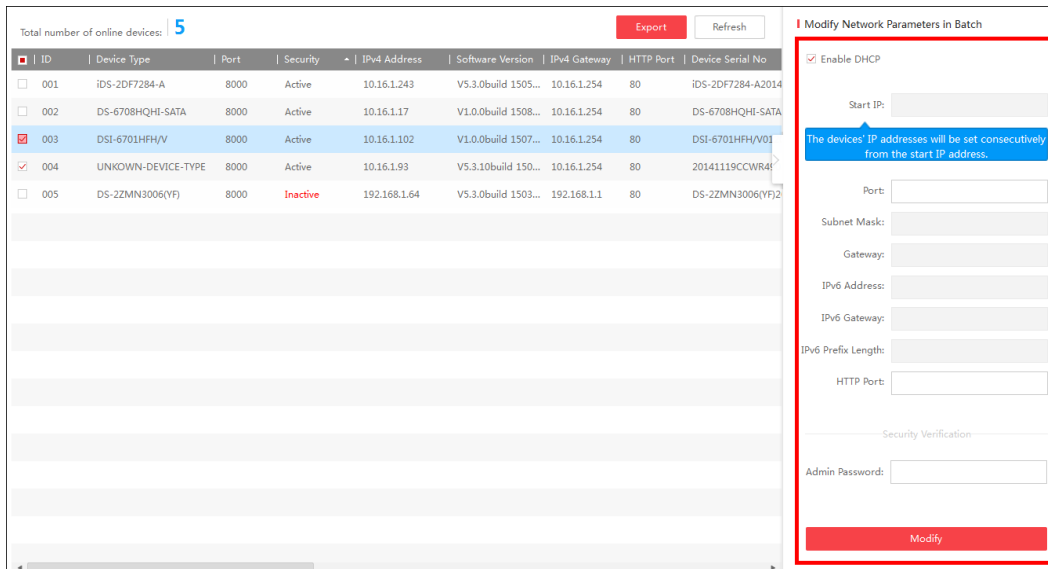 Total number of online devices: 5
Export
Refresh
Modify Network Parameters in Batch
ID Device Type Port Security IPv4 Address Software Version IPv4 Gateway HTTP Port Device Serial No
001 iDS-2DF7284-A 8000 Active 10.16.1.243 V5.3.0build 1505... 10.16.1.254 80 iDS-2DF7284-A2014
002 DS-6708HQHI-SATA 8000 Active 10.16.1.17 V1.0.0build 1508... 10.16.1.254 80 DS-6708HQHI-SATA
003 DSI-6701HFH/V 8000 Active 10.16.1.102 V1.0.0build 1507... 10.16.1.254 80 DSI-6701HFH/V01
004 UNKOWN-DEVICE-TYPE 8000 Active 10.16.1.93 V5.3.10build 150... 10.16.1.254 80 20141119CCWR49
005 DS-2ZMN3006(YF) 8000 Inactive 192.168.1.64 V5.3.0build 1503... 192.168.1.1 80 DS-2ZMN3006(YF)2
Enable DHCP
Start IP:
The devices' IP addresses will be set consecutively
from the start IP address.
Port:
Subnet Mask:
Gateway:
IPv6 Address:
IPv6 Gateway:
IPv6 Prefix Length:
HTTP Port:
Security Verification
Admin Password:
Modify